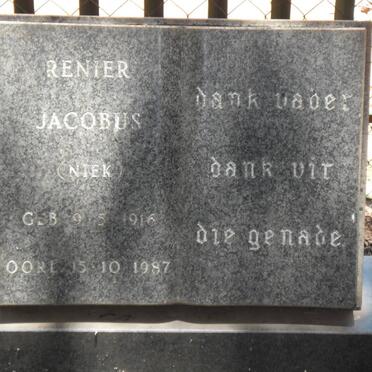 RENIER
JACOBUS
(NIEK)
GEB 9 5 1916
OORL 15 10 1987
dank vader
dank vir
die genade